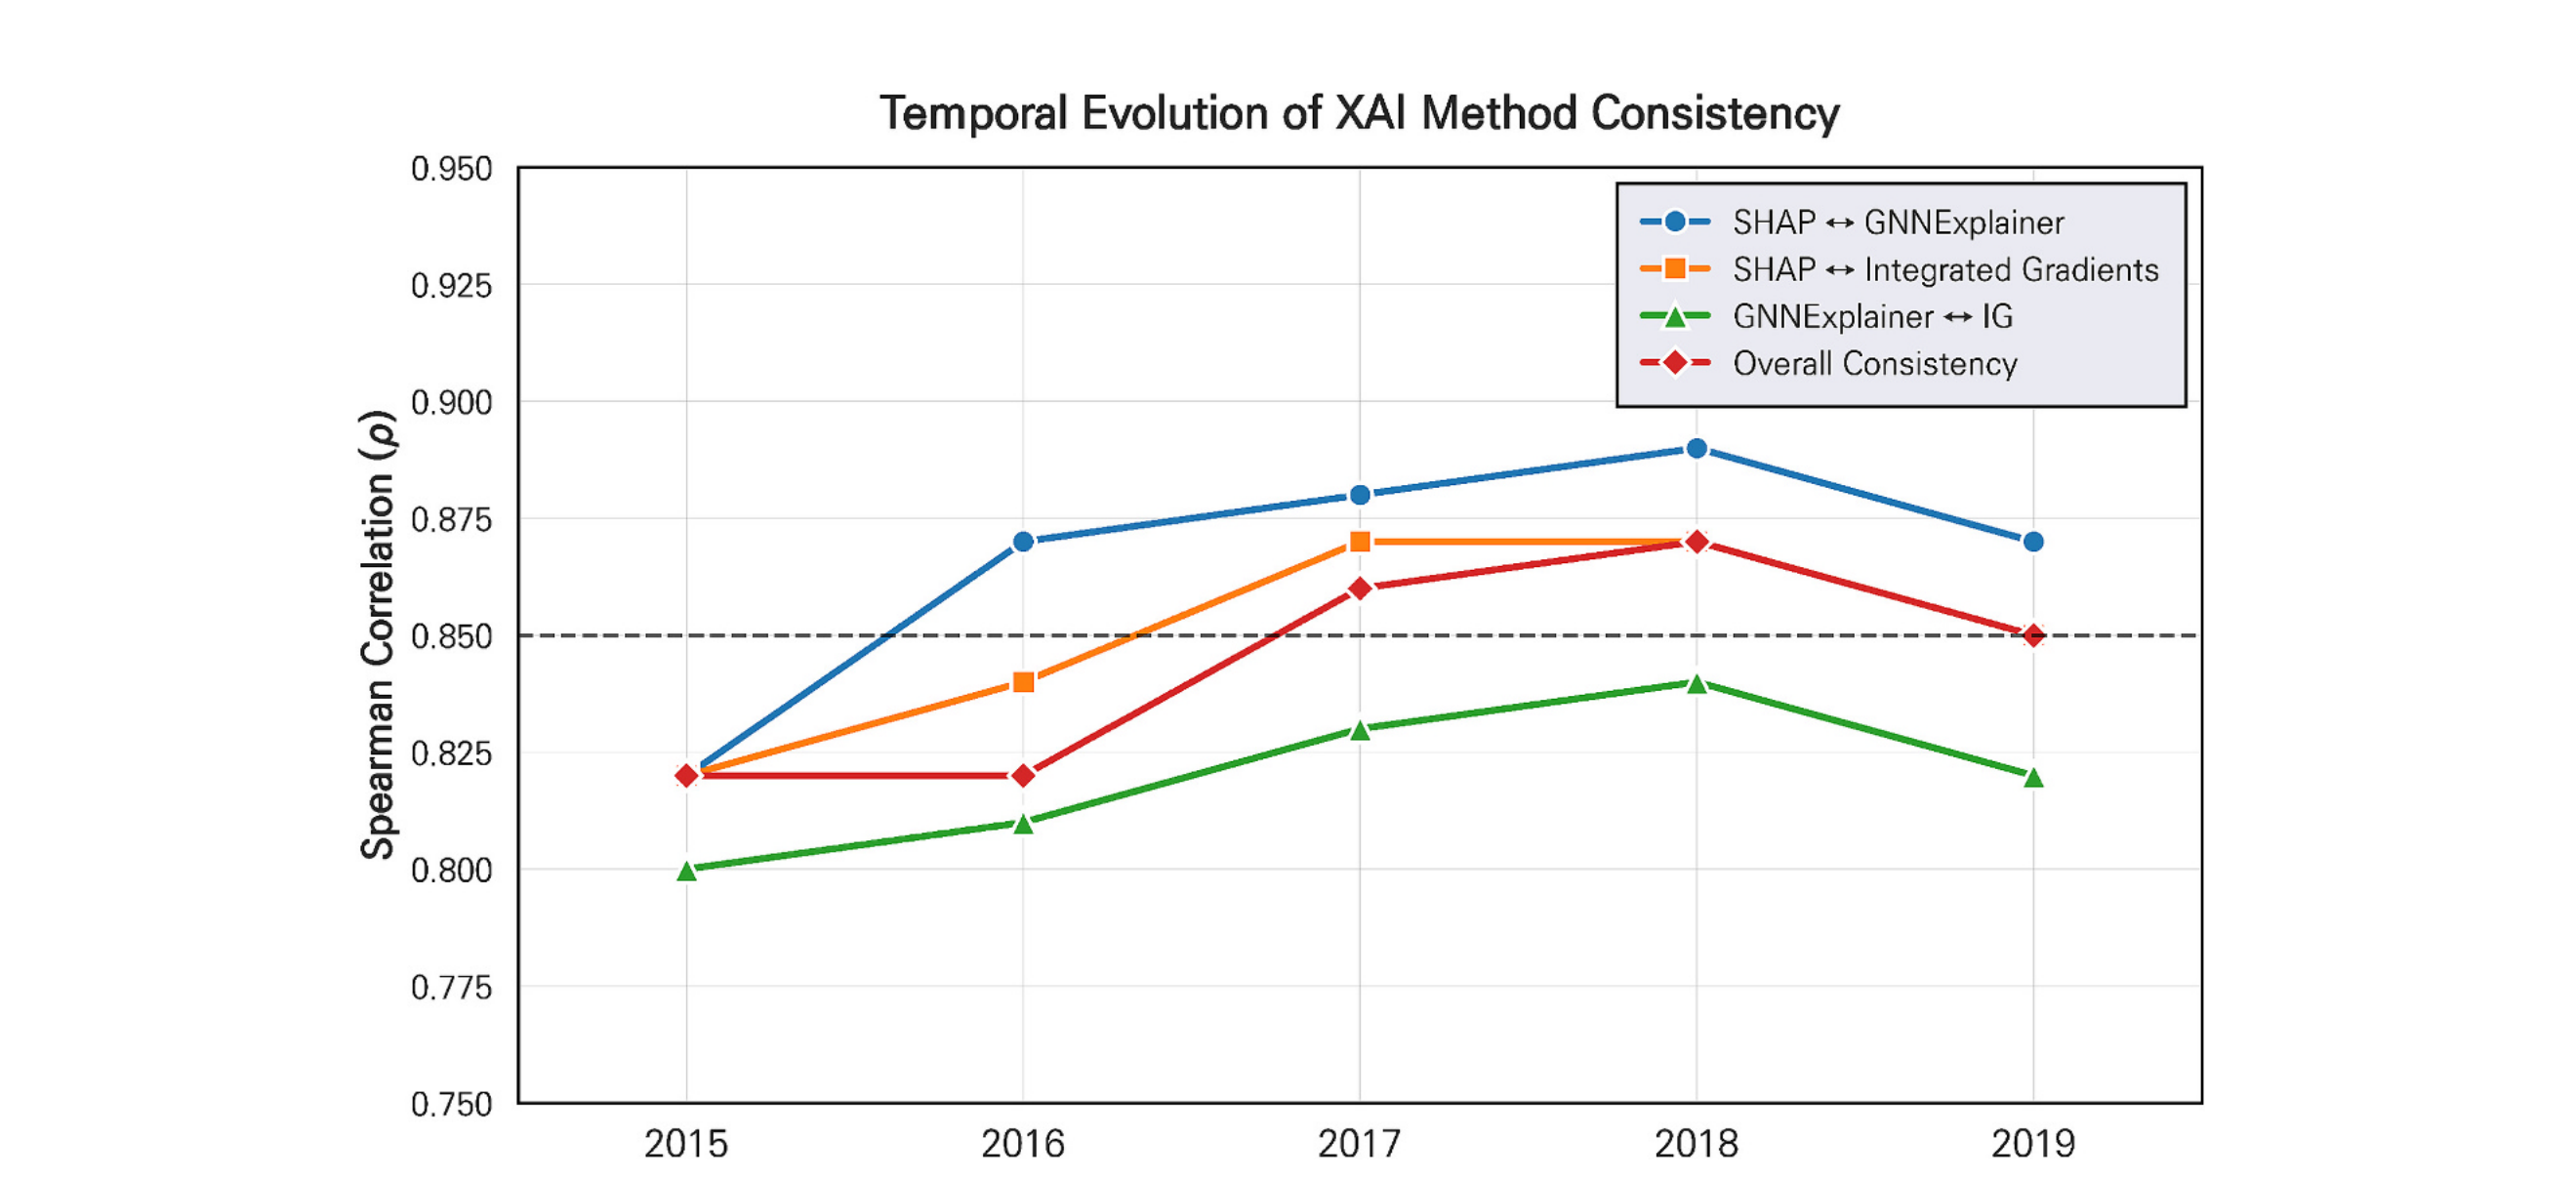 Temporal Evolution of XAI Method Consistency
Spearman Correlation (ρ)
0.950
0.925
0.900
0.875
0.850
0.825
0.800
0.775
0.750
SHAP ↔ GNNExplainer
SHAP ↔ Integrated Gradients
GNNExplainer ↔ IG
Overall Consistency
2015 2016 2017 2018 2019